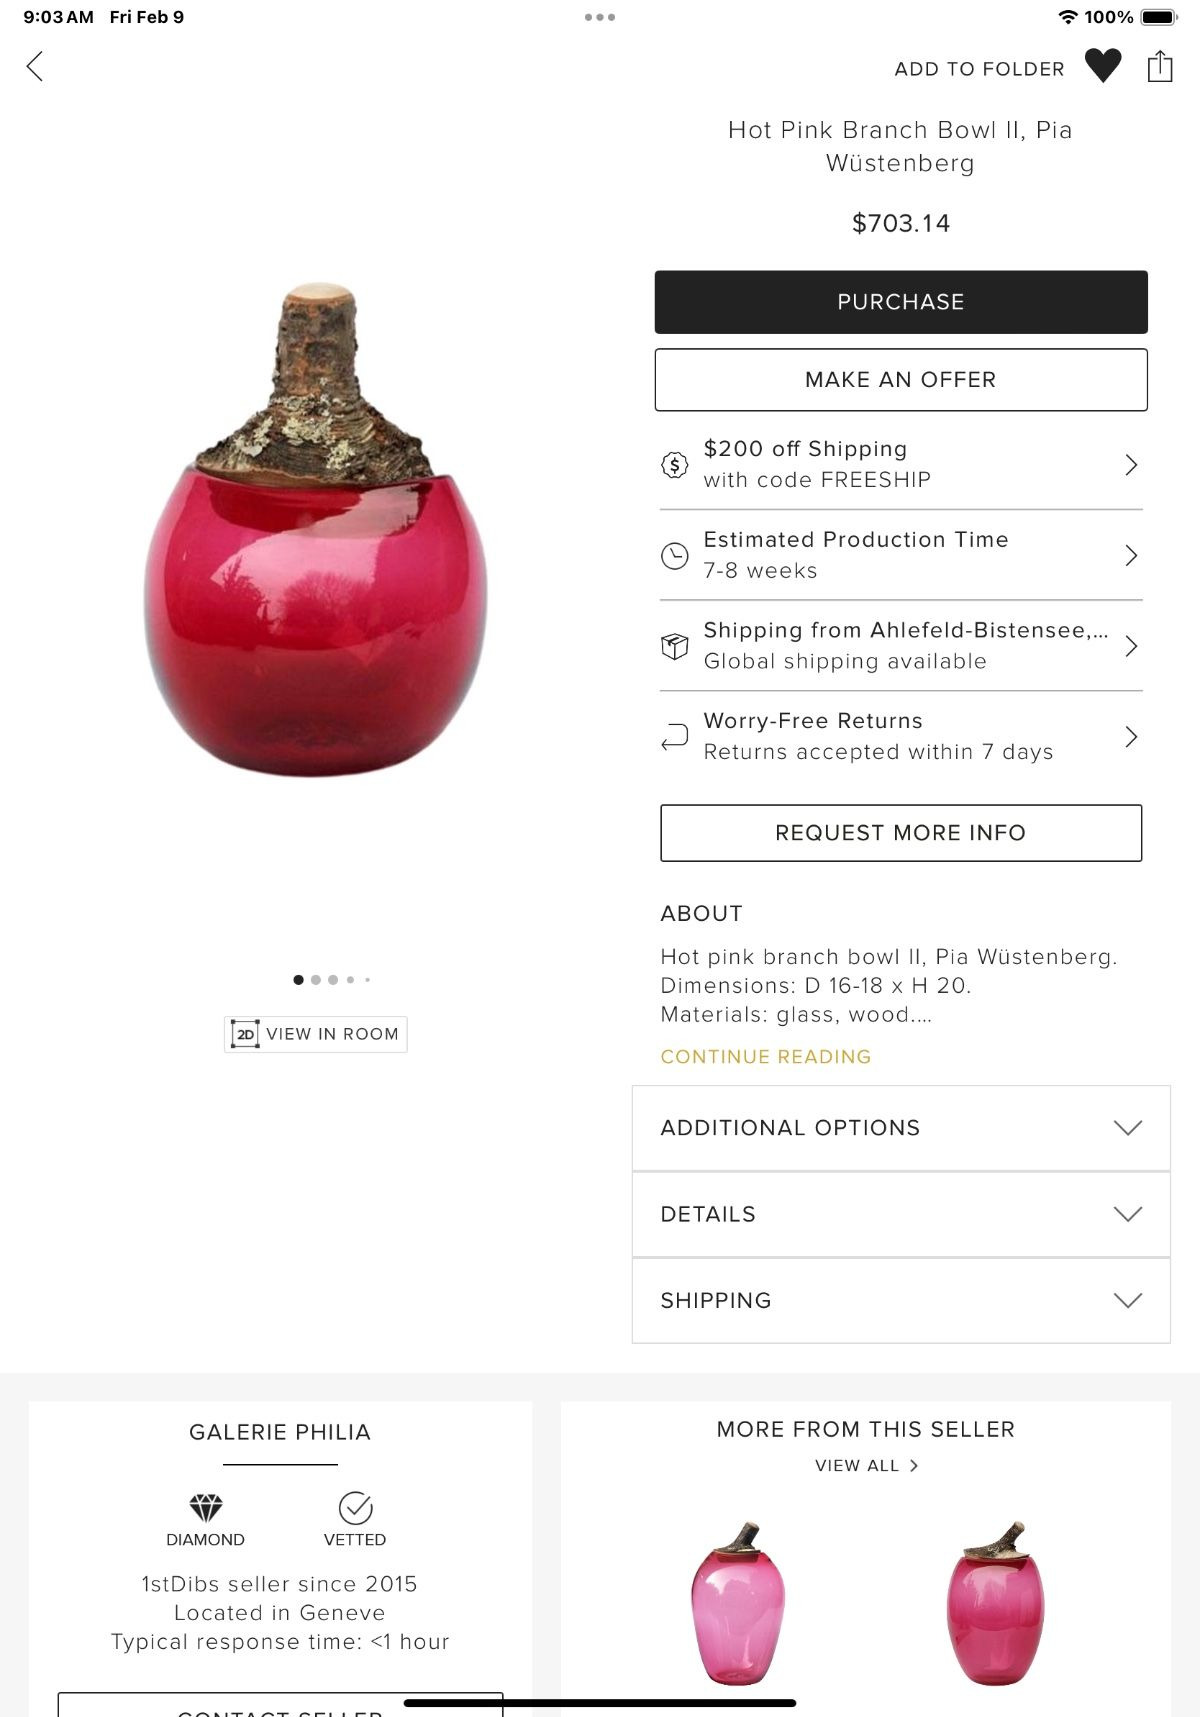 9:03 AM Fri Feb 9
100%
ADD TO FOLDER
Hot Pink Branch Bowl II, Pia
Wüstenberg
$703.14
PURCHASE
MAKE AN OFFER
$200 off Shipping
with code FREESHIP
Estimated Production Time
7-8 weeks
Shipping from Ahlefeld-Bistensee,...
Global shipping available
Worry-Free Returns
Returns accepted within 7 days
REQUEST MORE INFO
ABOUT
Hot pink branch bowl II, Pia Wüstenberg.
Dimensions: D 16-18 x H 20.
Materials: glass, wood....
CONTINUE READING
2D VIEW IN ROOM
ADDITIONAL OPTIONS
DETAILS
SHIPPING
GALERIE PHILIA
DIAMOND
VETTED
1stDibs seller since 2015
Located in Geneve
Typical response time: <1 hour
CONTACT SELLER
MORE FROM THIS SELLER
VIEW ALL >